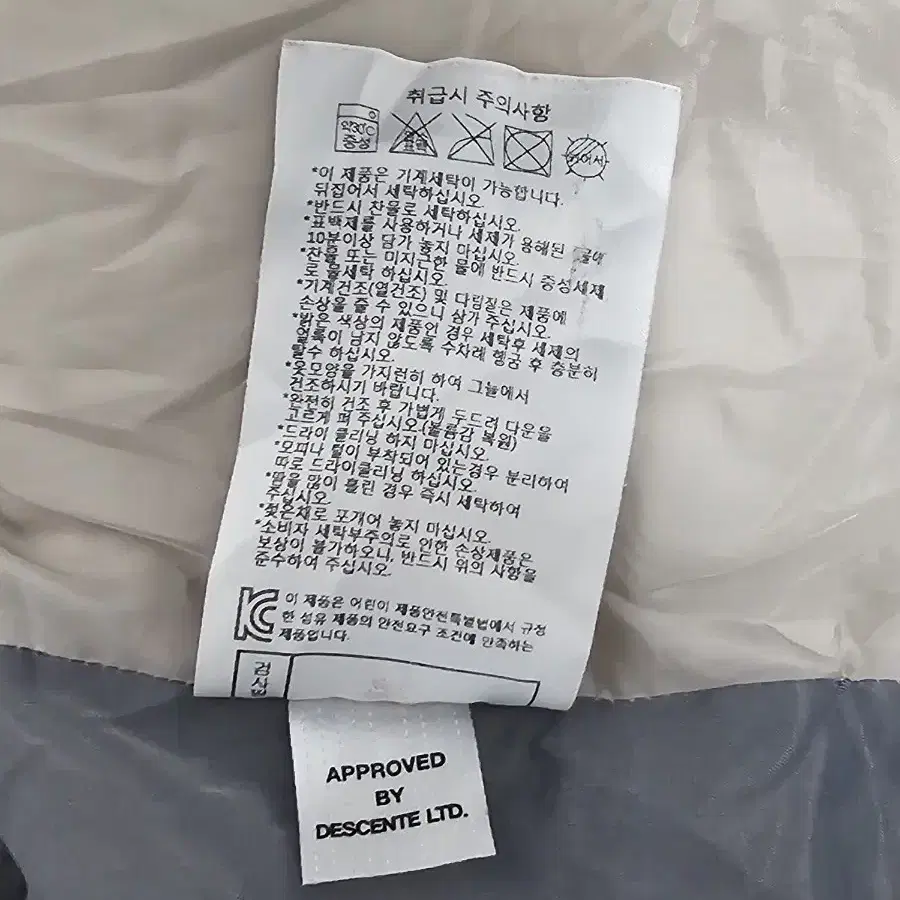 취급시 주의사항
약30℃
중성
염소
표백
*이 제품은 기계세탁이 가능합니다.
뒤집어서 세탁하십시오.
*반드시 찬물로 세탁하십시오.
*표백제를 사용하거나 세제가 용해된 물에
10분이상 담가 놓지 마십시오.
*찬물 또는 미지근한 물에 반드시 중성세제
로 물세탁 하십시오.
*기계건조(열건조) 및 다림질은 제품에
손상을 줄 수 있으니 삼가 주십시오.
*밝은 색상의 제품인 경우 세탁후 세제의
얼룩이 남지 않도록 수차례 헹굼 후 충분히
탈수 하십시오.
*옷모양을 가지런히 하여 그늘에서
건조하시기 바랍니다.
*완전히 건조 후 가볍게 두드려 다운을
고르게 펴 주십시오(볼륨감 복원)
*드라이 클리닝 하지 마십시오.
*모피나 털이 부착되어 있는경우 분리하여
따로 드라이클리닝 하십시오.
*땀을 많이 흘린 경우 즉시 세탁하여
주십시오.
*젖은채로 포개어 놓지 마십시오.
*소비자 세탁부주의로 인한 손상제품은
보상이 불가하오니, 반드시 위의 사항을
준수하여 주십시오.
KC 이 제품은 어린이 제품안전특별법에서 규정
한 섬유 제품의 안전요구 조건에 만족하는
제품입니다.
검사
APPROVED
BY
DESCENTE LTD.